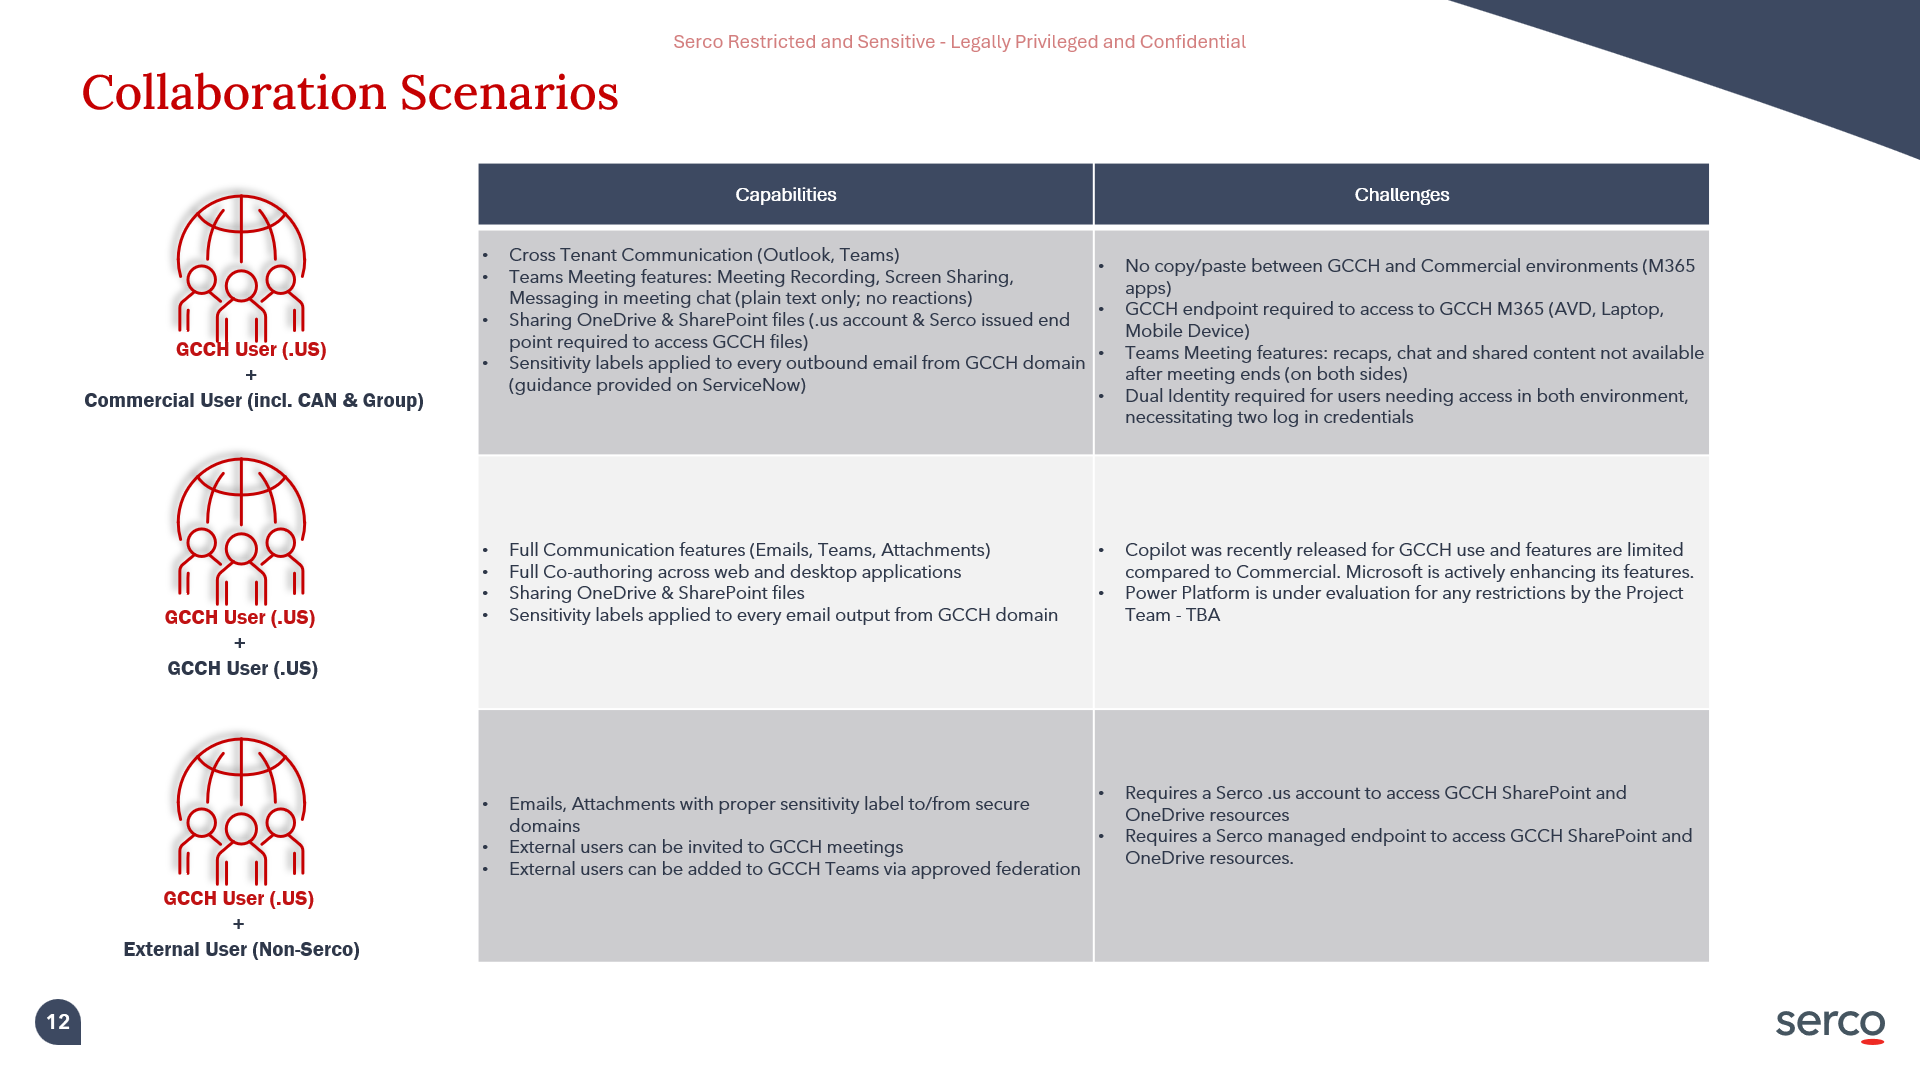 Serco Restricted and Sensitive - Legally Privileged and Confidential
Collaboration Scenarios
Capabilities
Challenges
GCCH User (.US)
+
Commercial User (incl. CAN & Group)
• Cross Tenant Communication (Outlook, Teams)
• Teams Meeting features: Meeting Recording, Screen Sharing,
Messaging in meeting chat (plain text only; no reactions)
• Sharing OneDrive & SharePoint files (.us account & Serco issued end
point required to access GCCH files)
• Sensitivity labels applied to every outbound email from GCCH domain
(guidance provided on ServiceNow)
• No copy/paste between GCCH and Commercial environments (M365
apps)
• GCCH endpoint required to access to GCCH M365 (AVD, Laptop,
Mobile Device)
• Teams Meeting features: recaps, chat and shared content not available
after meeting ends (on both sides)
• Dual Identity required for users needing access in both environment,
necessitating two log in credentials
GCCH User (.US)
+
GCCH User (.US)
• Full Communication features (Emails, Teams, Attachments)
• Full Co-authoring across web and desktop applications
• Sharing OneDrive & SharePoint files
• Sensitivity labels applied to every email output from GCCH domain
• Copilot was recently released for GCCH use and features are limited
compared to Commercial. Microsoft is actively enhancing its features.
• Power Platform is under evaluation for any restrictions by the Project
Team - TBA
GCCH User (.US)
+
External User (Non-Serco)
• Emails, Attachments with proper sensitivity label to/from secure
domains
• External users can be invited to GCCH meetings
• External users can be added to GCCH Teams via approved federation
• Requires a Serco .us account to access GCCH SharePoint and
OneDrive resources
• Requires a Serco managed endpoint to access GCCH SharePoint and
OneDrive resources.
12
serco